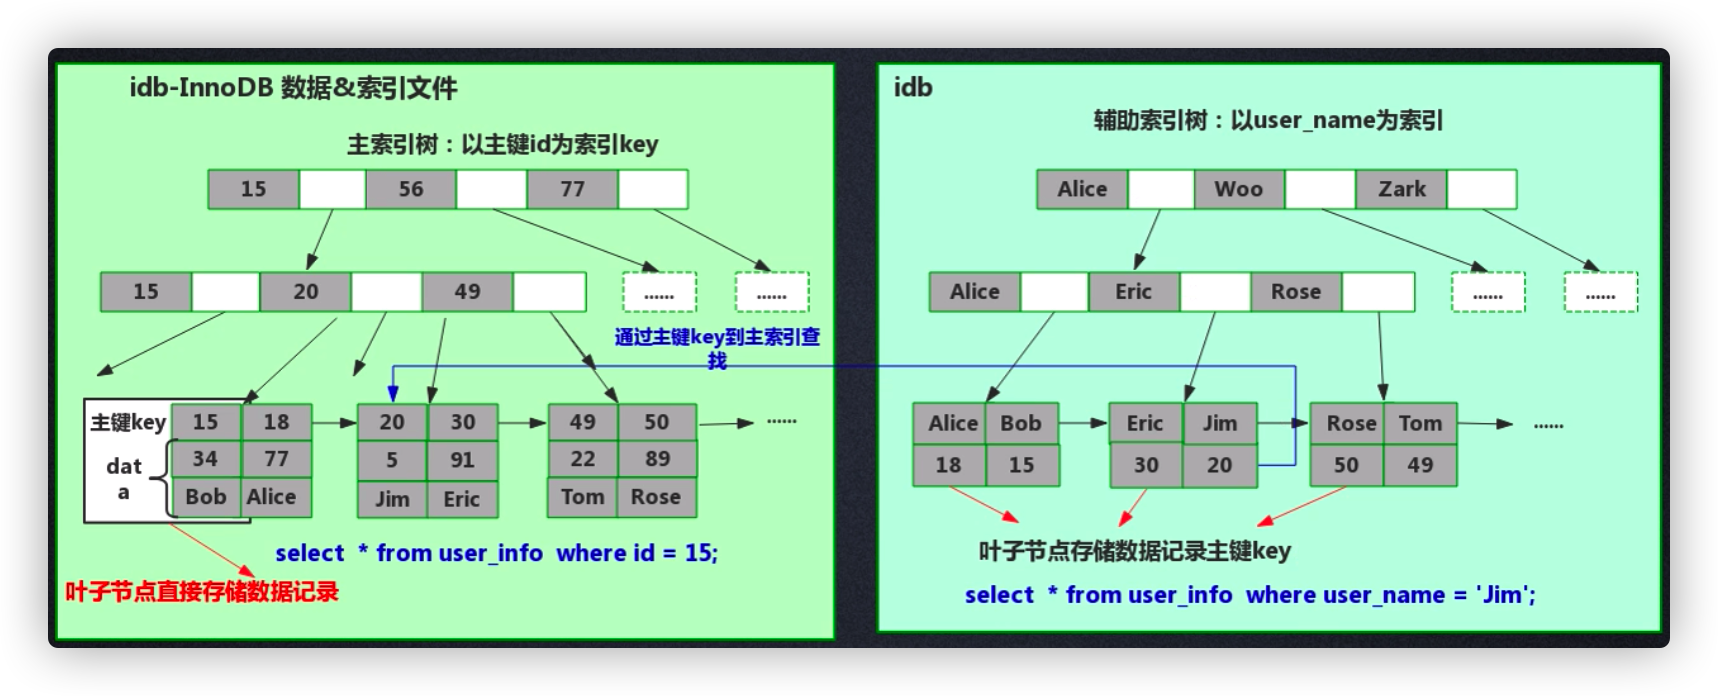 idb-InnoDB 数据&索引文件
主索引树：以主键id为索引key
15 56 77
15 20 49 ...... ......
通过主键key到主索引查
找
主键key 15 18 20 30 49 50 ......
dat
a
34 77 5 91 22 89
Bob Alice Jim Eric Tom Rose
select * from user_info where id = 15;
叶子节点直接存储数据记录
idb
辅助索引树：以user_name为索引
Alice Woo Zark
Alice Eric Rose ...... ......
Alice Bob Eric Jim Rose Tom ......
18 15 30 20 50 49
叶子节点存储数据记录主键key
select * from user_info where user_name = 'Jim';